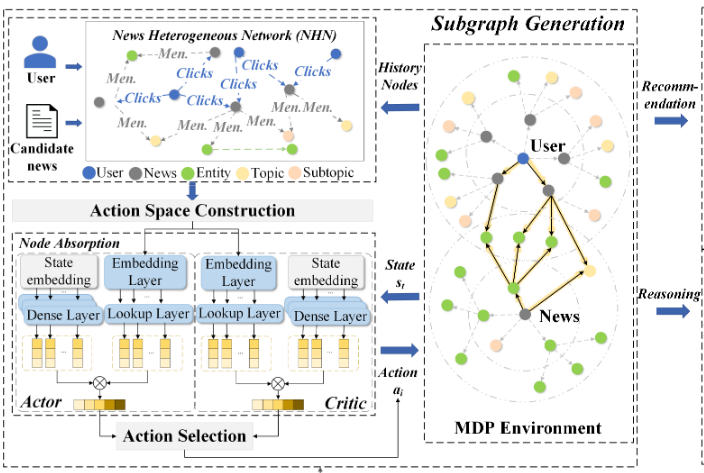 Subgraph Generation
News Heterogeneous Network (NHN)
User
Candidate
news
Men.
Clicks
Clicks
Clicks
Men.
Clicks
Clicks
Men.
Men.
Men.
Men.Men.
Men.
User
News
Entity
Topic
Subtopic
History
Nodes
Action Space Construction
Node Absorption
State
embedding
Embedding
Layer
Embedding
Layer
State
embedding
...
...
...
...
Dense Layer
Lookup Layer
Lookup Layer
Dense Layer
...
...
...
...
Actor
Critic
Action Selection
State
st
Action
ai
User
News
MDP Environment
Recomm-
endation
Reasoning